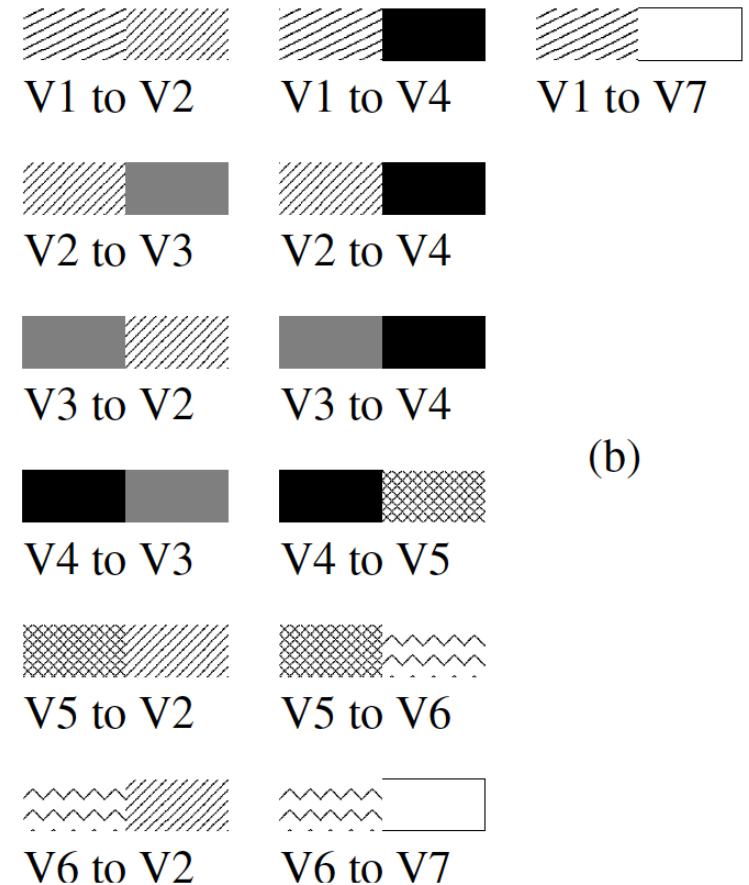 V1 to V2 V1 to V4 V1 to V7
V2 to V3 V2 to V4
V3 to V2 V3 to V4
(b)
V4 to V3 V4 to V5
V5 to V2 V5 to V6
V6 to V2 V6 to V7